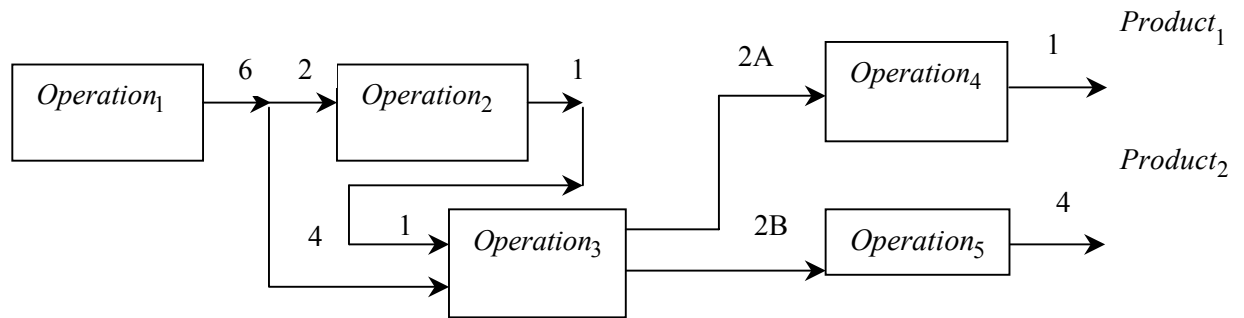 Product₁
1
2A
Operation₄
6
2
1
Operation₁
Operation₂
Product₂
4
1
2B
4
Operation₃
Operation₅